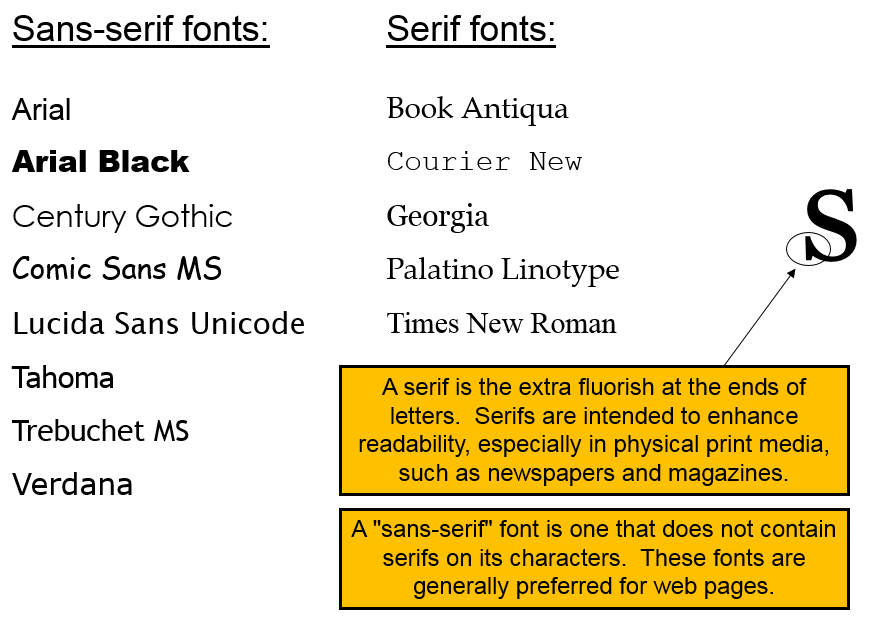 Sans-serif fonts:
Arial
Arial Black
Century Gothic
Comic Sans MS
Lucida Sans Unicode
Tahoma
Trebuchet MS
Verdana
Serif fonts:
Book Antiqua
Courier New
Georgia
Palatino Linotype
Times New Roman
S
A serif is the extra fluorish at the ends of
letters.  Serifs are intended to enhance
readability, especially in physical print media,
such as newspapers and magazines.
A "sans-serif" font is one that does not contain
serifs on its characters.  These fonts are
generally preferred for web pages.